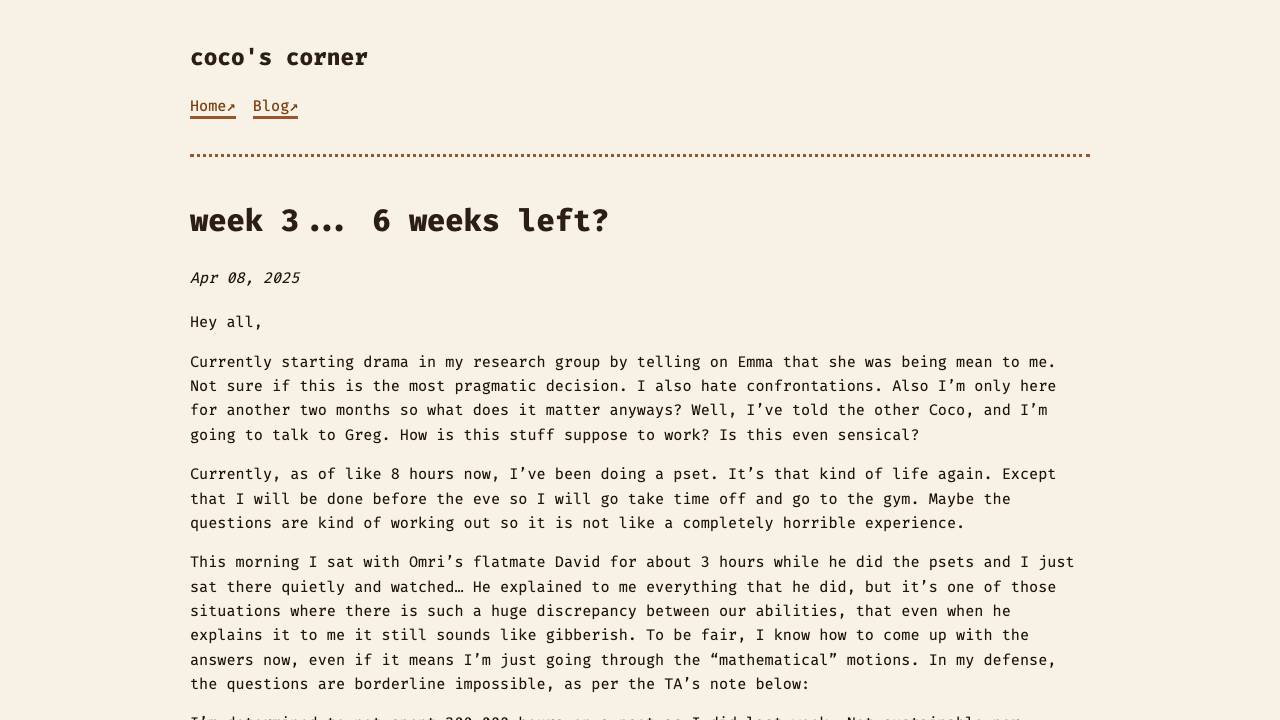 coco's corner
Home↗ Blog↗
week 3... 6 weeks left?
Apr 08, 2025
Hey all,
Currently starting drama in my research group by telling on Emma that she was being mean to me.
Not sure if this is the most pragmatic decision. I also hate confrontations. Also I’m only here
for another two months so what does it matter anyways? Well, I’ve told the other Coco, and I’m
going to talk to Greg. How is this stuff suppose to work? Is this even sensical?
Currently, as of like 8 hours now, I’ve been doing a pset. It’s that kind of life again. Except
that I will be done before the eve so I will go take time off and go to the gym. Maybe the
questions are kind of working out so it is not like a completely horrible experience.
This morning I sat with Omri’s flatmate David for about 3 hours while he did the psets and I just
sat there quietly and watched… He explained to me everything that he did, but it’s one of those
situations where there is such a huge discrepancy between our abilities, that even when he
explains it to me it still sounds like gibberish. To be fair, I know how to come up with the
answers now, even if it means I’m just going through the “mathematical” motions. In my defense,
the questions are borderline impossible, as per the TA’s note below: